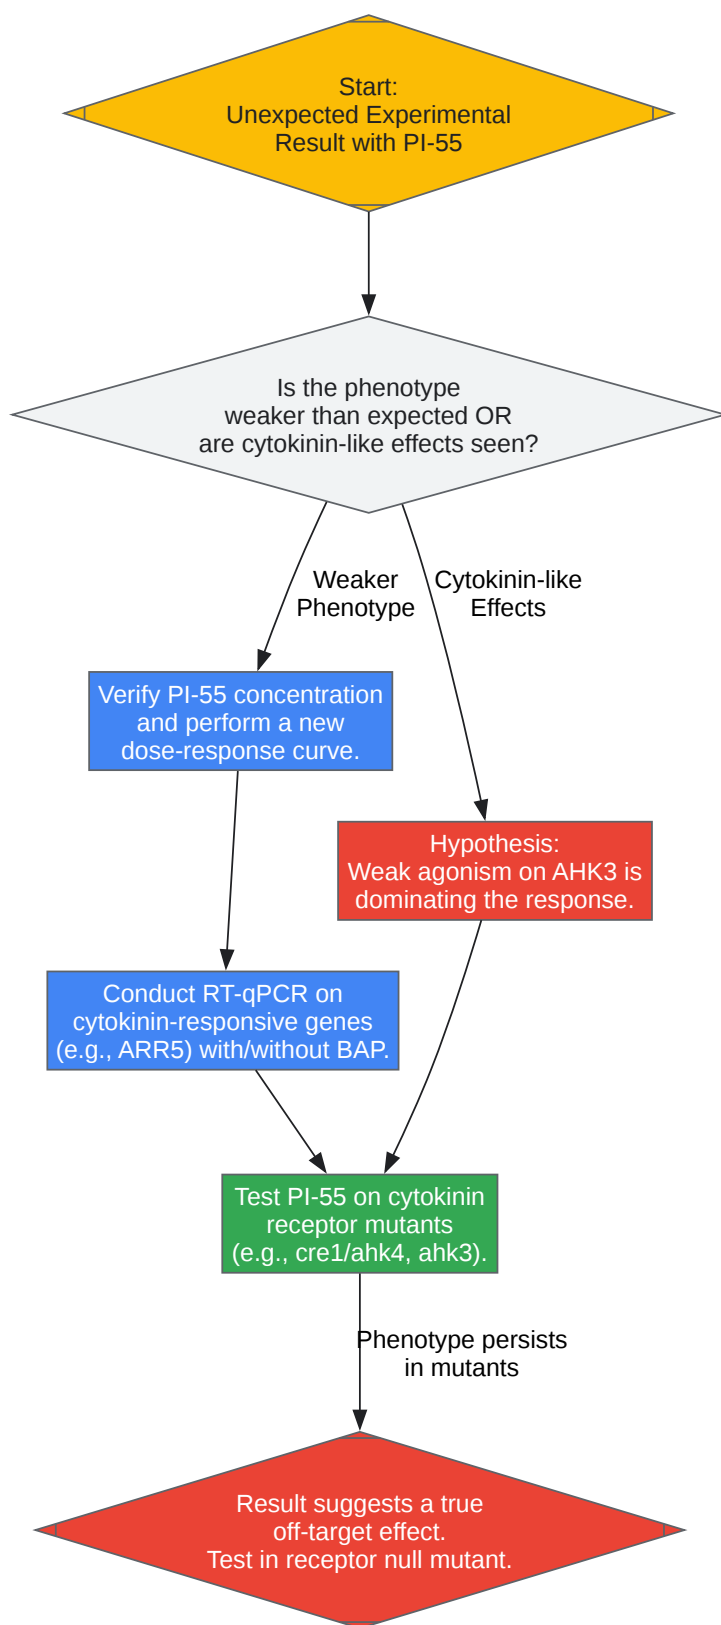 Start:
Unexpected Experimental
Result with PI-55
Is the phenotype
weaker than expected OR
are cytokinin-like effects seen?
Weaker
Phenotype
Cytokinin-like
Effects
Verify PI-55 concentration
and perform a new
dose-response curve.
Hypothesis:
Weak agonism on AHK3 is
dominating the response.
Conduct RT-qPCR on
cytokinin-responsive genes
(e.g., ARR5) with/without BAP.
Test PI-55 on cytokinin
receptor mutants
(e.g., cre1/ahk4, ahk3).
Phenotype persists
in mutants
Result suggests a true
off-target effect.
Test in receptor null mutant.